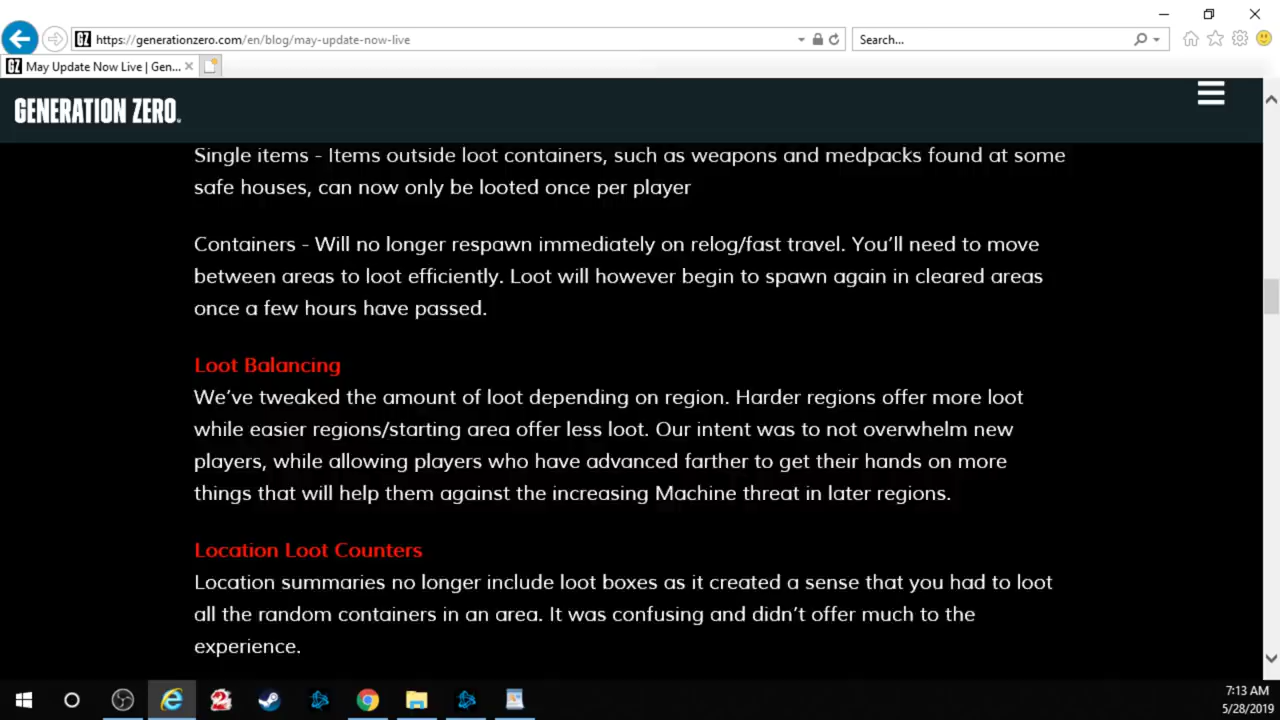 https://generationzero.com/en/blog/may-update-now-live
Search...
GZ May Update Now Live | Gen...
GENERATION ZERO
Single items - Items outside loot containers, such as weapons and medpacks found at some
safe houses, can now only be looted once per player
Containers - Will no longer respawn immediately on relog/fast travel. You’ll need to move
between areas to loot efficiently. Loot will however begin to spawn again in cleared areas
once a few hours have passed.
Loot Balancing
We’ve tweaked the amount of loot depending on region. Harder regions offer more loot
while easier regions/starting area offer less loot. Our intent was to not overwhelm new
players, while allowing players who have advanced farther to get their hands on more
things that will help them against the increasing Machine threat in later regions.
Location Loot Counters
Location summaries no longer include loot boxes as it created a sense that you had to loot
all the random containers in an area. It was confusing and didn’t offer much to the
experience.
7:13 AM
5/28/2019